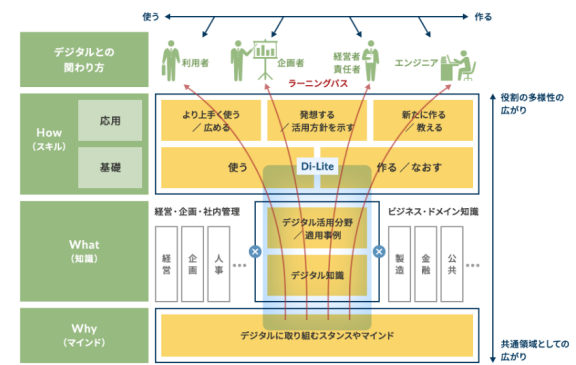 使う
作る
デジタルとの
関わり方
利用者
企画者
経営者
責任者
エンジニア
ラーニングパス
役割の多様性の
広がり
How
(スキル)
応用
基礎
より上手く使う
／広める
発想する
／活用方針を示す
新たに作る
／教える
使う
Di-Lite
作る／なおす
What
(知識)
経営・企画・社内管理
ビジネス・ドメイン知識
経営
企画
人事
•••
デジタル活用分野
／適用事例
デジタル知識
製造
金融
公共
•••
Why
(マインド)
デジタルに取り組むスタンスやマインド
共通領域としての
広がり